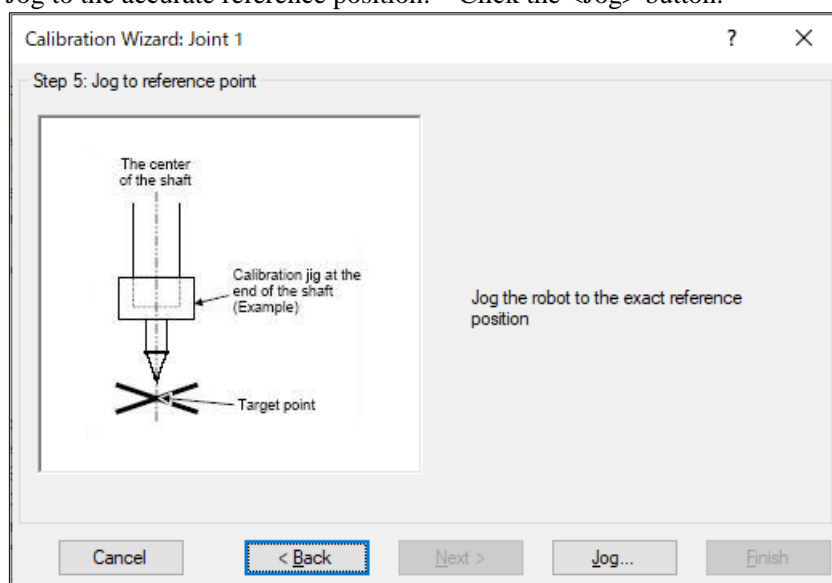 Jog to the accurate reference position. Click the <Jog> button.
Calibration Wizard: Joint 1
?
Step 5: Jog to reference point
The center
of the shaft
Calibration jig at the
end of the shaft
(Example)
Target point
Jog the robot to the exact reference
position
Cancel
< Back
Next >
Jog...
Finish